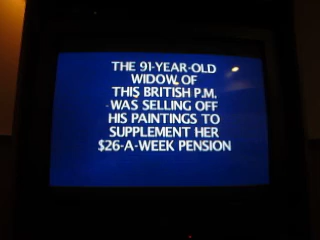 THE 91-YEAR-OLD
WIDOW OF
THIS BRITISH P.M.
WAS SELLING OFF
HIS PAINTINGS TO
SUPPLEMENT HER
$26-A-WEEK PENSION